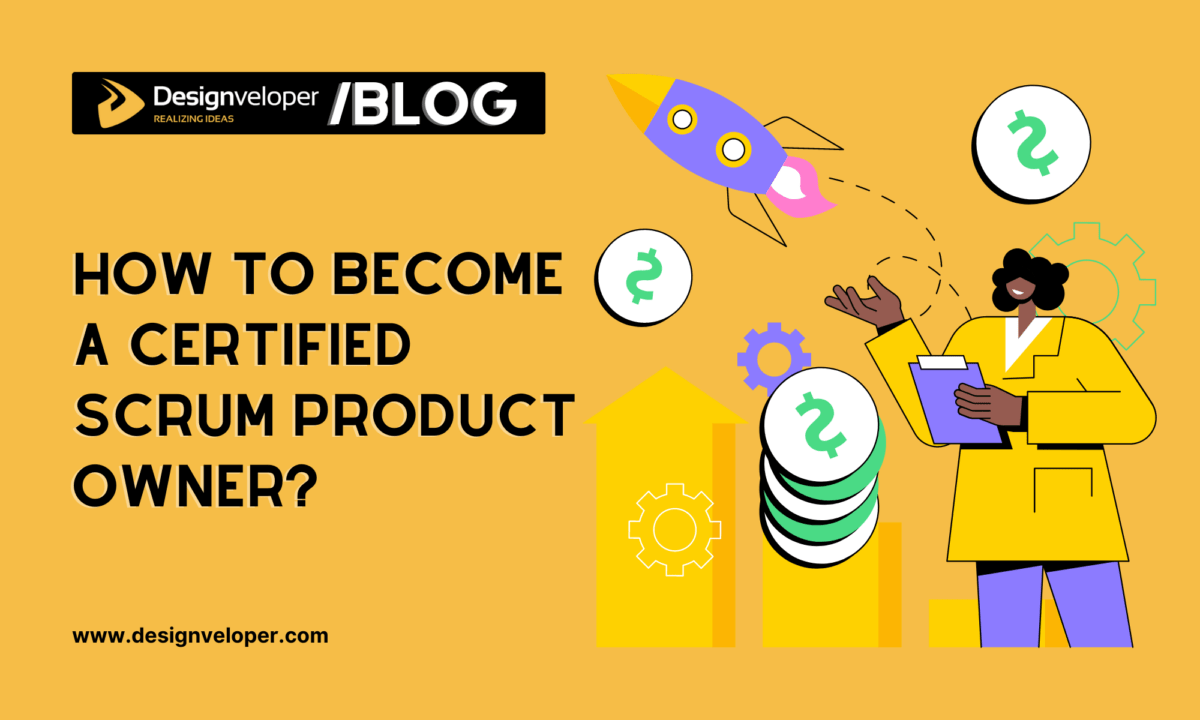 Designveloper /BLOG
REALIZING IDEAS
HOW TO BECOME
A CERTIFIED
SCRUM PRODUCT
OWNER?
www.designveloper.com